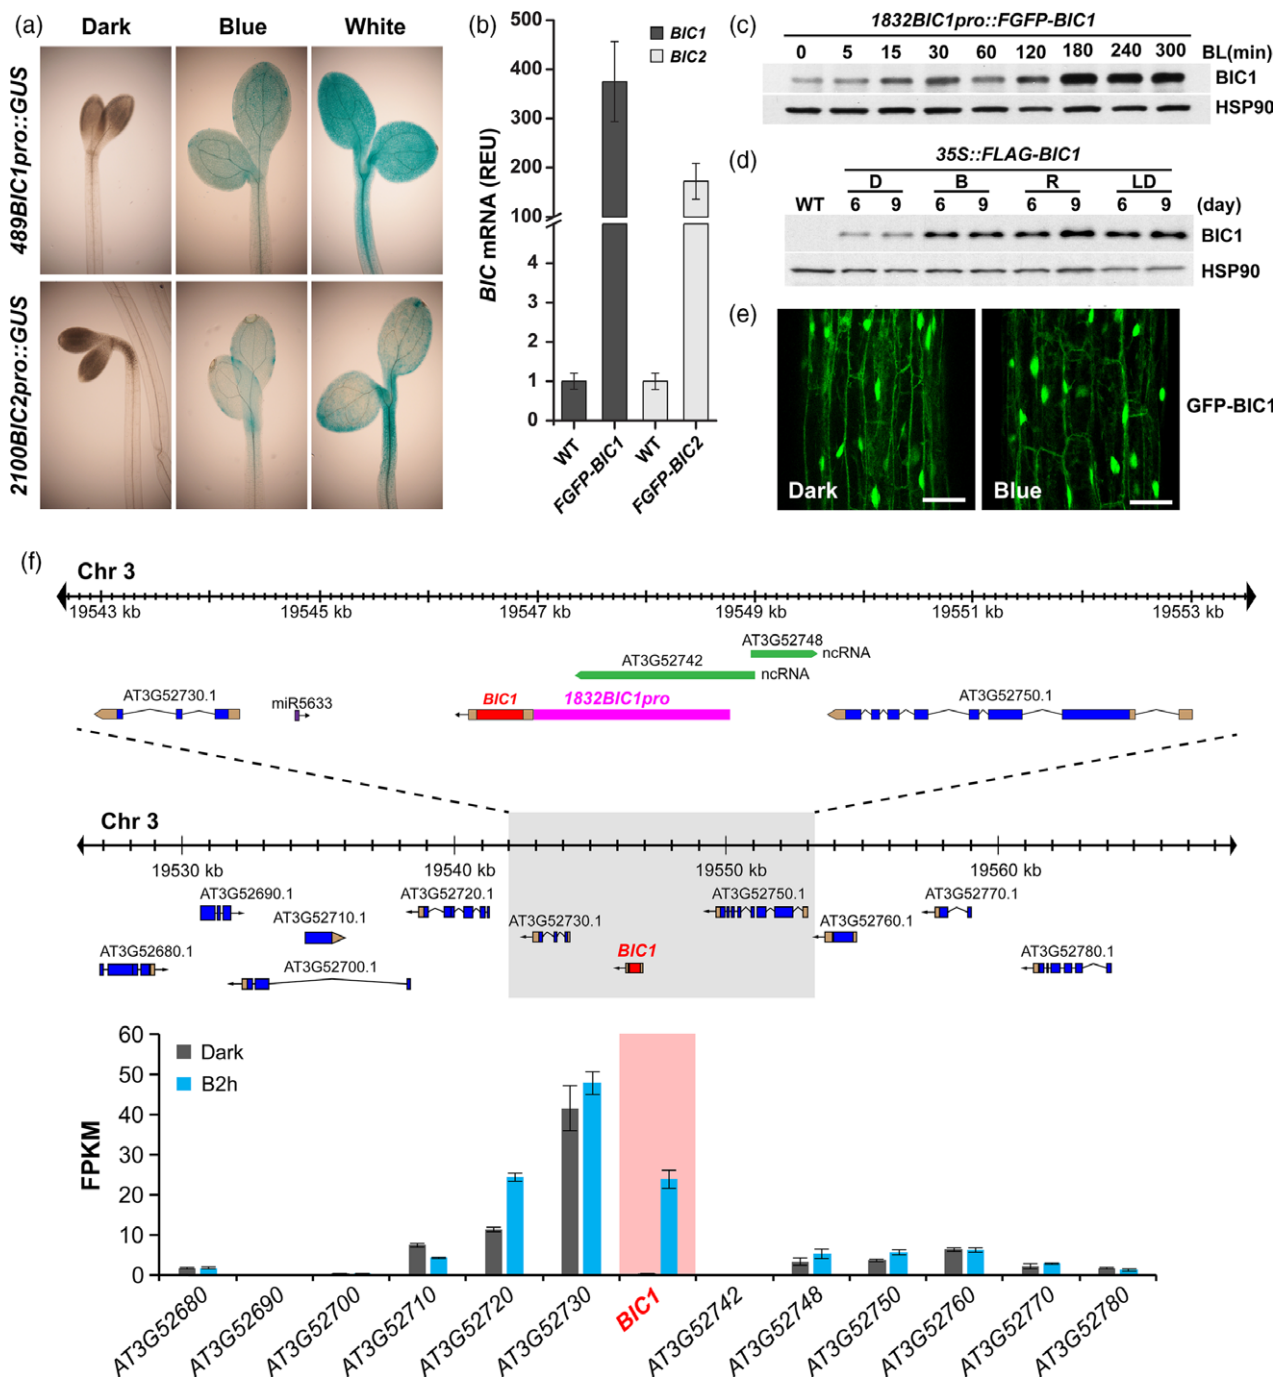 (a)
Dark Blue White
489BIC1pro::GUS
2100BIC2pro::GUS
(b)
BIC mRNA (REU)
500
400
300
200
100
4
3
2
1
0
BIC1
BIC2
WT
FGFP-BIC1
WT
FGFP-BIC2
(c)
1832BIC1pro::FGFP-BIC1
0 5 15 30 60 120 180 240 300 BL(min)
BIC1
HSP90
(d)
35S::FLAG-BIC1
D B R LD
WT 6 9 6 9 6 9 6 9 (day)
BIC1
HSP90
(e)
Dark
Blue
GFP-BIC1
(f)
Chr 3
19543 kb 19545 kb 19547 kb 19549 kb 19551 kb 19553 kb
AT3G52748
ncRNA
AT3G52742
ncRNA
AT3G52730.1
miR5633
BIC1
1832BIC1pro
AT3G52750.1
Chr 3
19530 kb 19540 kb 19550 kb 19560 kb
AT3G52690.1
AT3G52720.1
AT3G52750.1
AT3G52770.1
AT3G52710.1
AT3G52730.1
AT3G52760.1
AT3G52680.1
AT3G52700.1
BIC1
AT3G52780.1
FPKM
60
50
40
30
20
10
0
Dark
B2h
AT3G52680
AT3G52690
AT3G52700
AT3G52710
AT3G52720
AT3G52730
BIC1
AT3G52742
AT3G52748
AT3G52750
AT3G52760
AT3G52770
AT3G52780